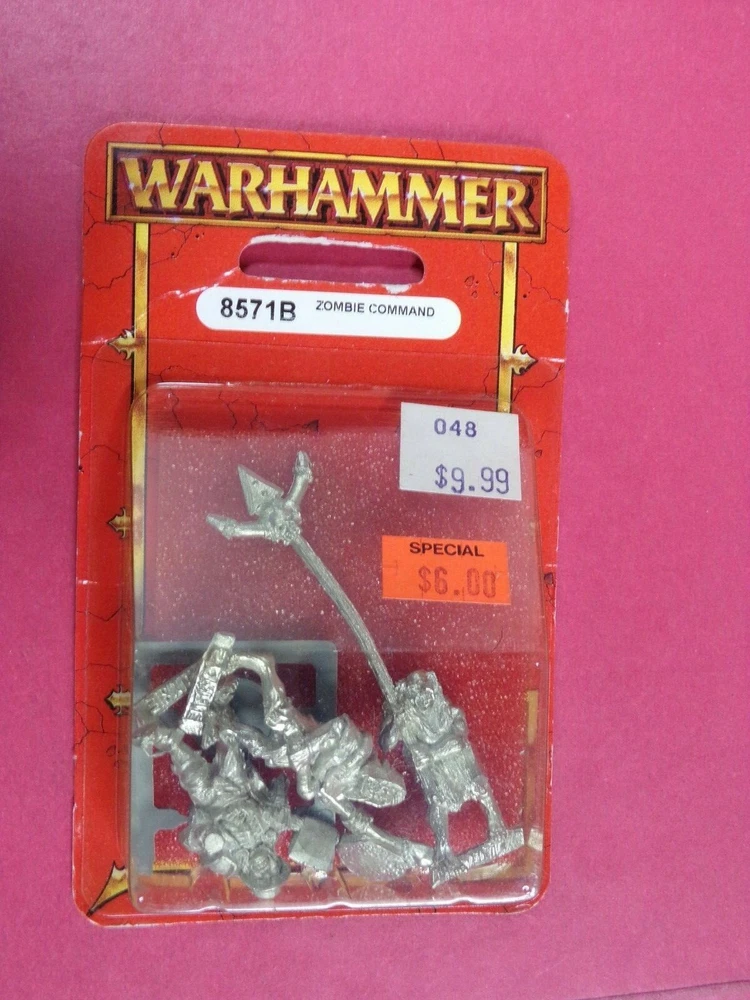 WARHAMMER
8571B ZOMBIE COMMAND
048
$9.99
SPECIAL
$6.00